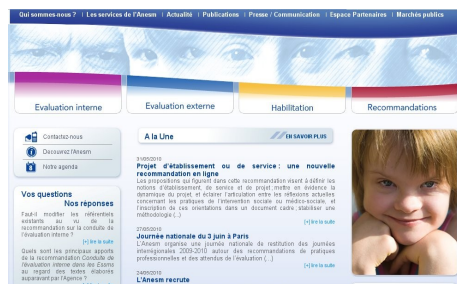 Qui sommes-nous ? | Les services de l'Anesm | Actualité | Publications | Presse / Communication | Espace Partenaires | Marchés publics
Evaluation interne
Evaluation externe
Habilitation
Recommandations
Contactez-nous
Découvrez l'Anesm
Notre agenda
Vos questions
Nos réponses
Faut-il modifier les référentiels
existants au vu de la
recommandation sur la conduite de
l'évaluation interne ?
[+] lire la suite
Quels sont les principaux apports
de la recommandation Conduite de
l'évaluation interne dans les Essms
au regard des textes élaborés
auparavant par l'Agence ?
A la Une
EN SAVOIR PLUS
31/05/2010
Projet d'établissement ou de service : une nouvelle
recommandation en ligne
Les propositions qui figurent dans cette recommandation visent à définir les
notions d'établissement, de service et de projet, mettre en évidence la
dynamique du projet, et éclairer l'articulation entre les réflexions actuelles
concernant les pratiques de l'intervention sociale ou médico-sociale, et
l'inscription de ces orientations dans un document cadre; stabiliser une
méthodologie (...)
[+] lire la suite
27/05/2010
Journée nationale du 3 juin à Paris
L'Anesm organise une journée nationale de restitution des journées
interrégionales 2009-2010 autour des recommandations de pratiques
professionnelles et des attendus de l'évaluation (...)
[+] lire la suite
24/05/2010
L'Anesm recrute